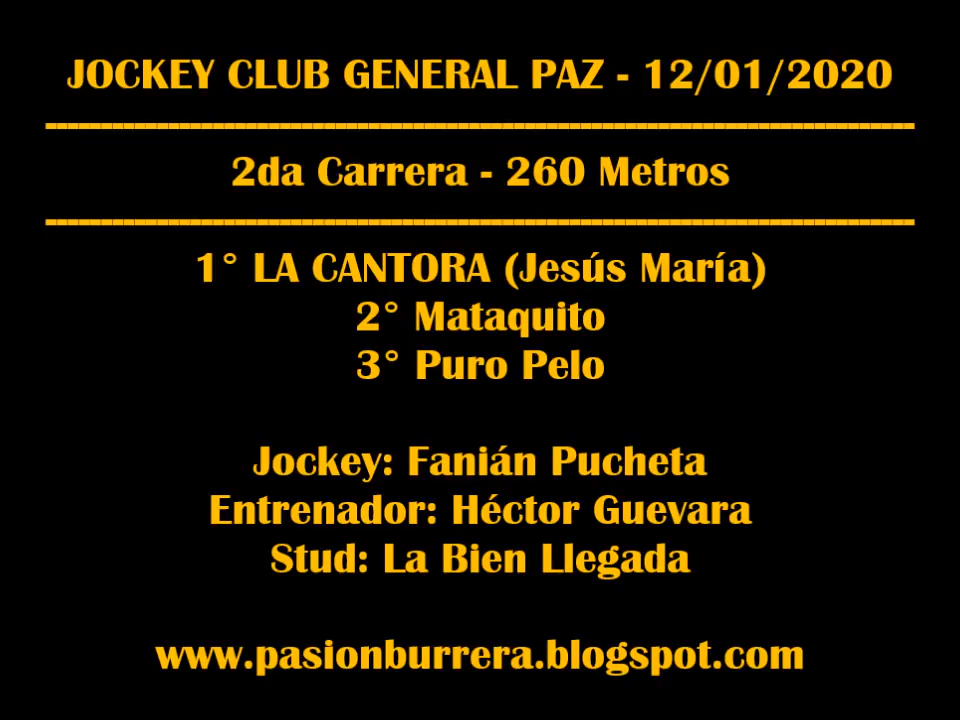 JOCKEY CLUB GENERAL PAZ - 12/01/2020
2da Carrera - 260 Metros
1° LA CANTORA (Jesús María)
2° Mataquito
3° Puro Pelo
Jockey: Fanián Pucheta
Entrenador: Héctor Guevara
Stud: La Bien Llegada
www.pasionburrera.blogspot.com